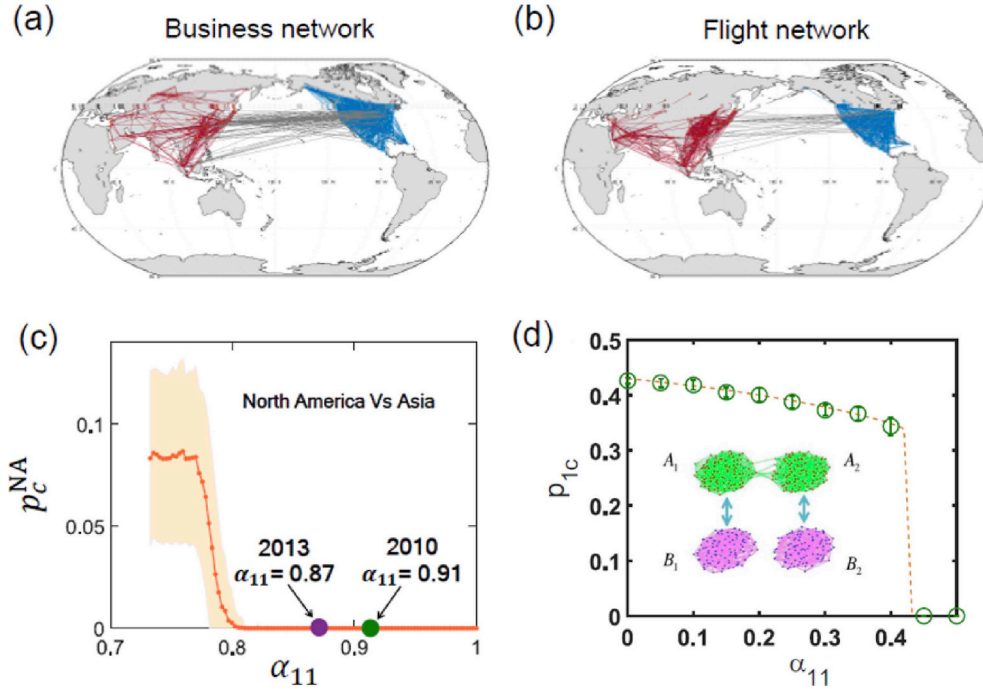 (a)
Business network
(b)
Flight network
(c)
North America Vs Asia
0.1
0.05
0
p_c^NA
2013
α₁₁ = 0.87
2010
α₁₁ = 0.91
0.7
0.8
0.9
1
α₁₁
(d)
0.5
0.4
0.3
0.2
0.1
0
p₁c
A₁
A₂
B₁
B₂
0
0.1
0.2
0.3
0.4
α₁₁